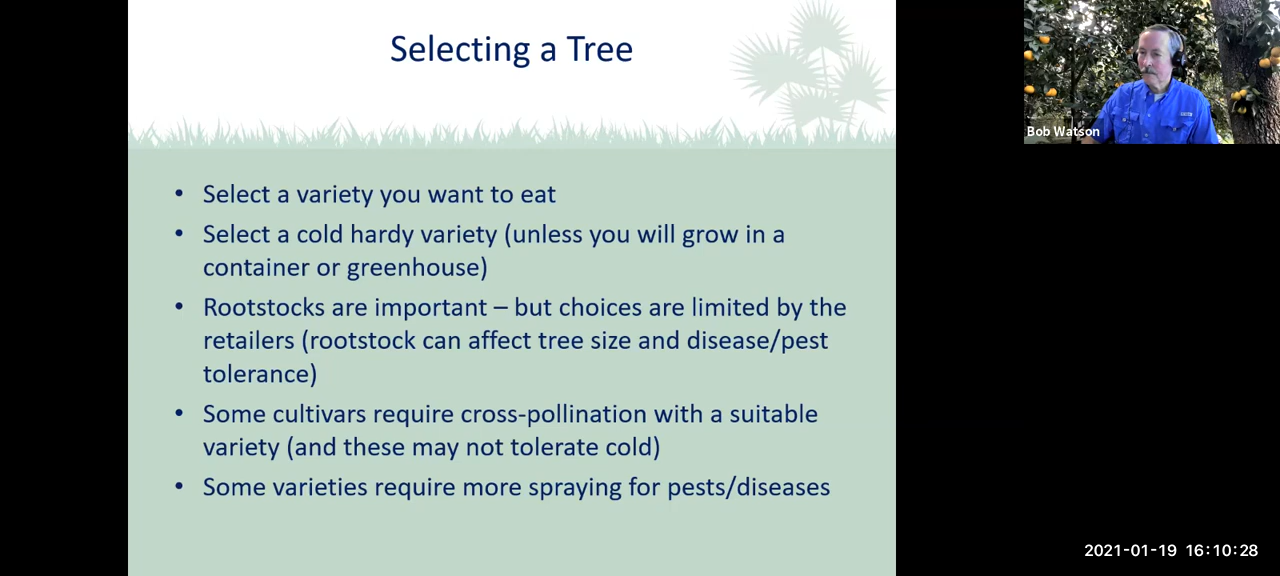 Selecting a Tree
Bob Watson
• Select a variety you want to eat
• Select a cold hardy variety (unless you will grow in a
container or greenhouse)
• Rootstocks are important – but choices are limited by the
retailers (rootstock can affect tree size and disease/pest
tolerance)
• Some cultivars require cross-pollination with a suitable
variety (and these may not tolerate cold)
• Some varieties require more spraying for pests/diseases
2021-01-19 16:10:28